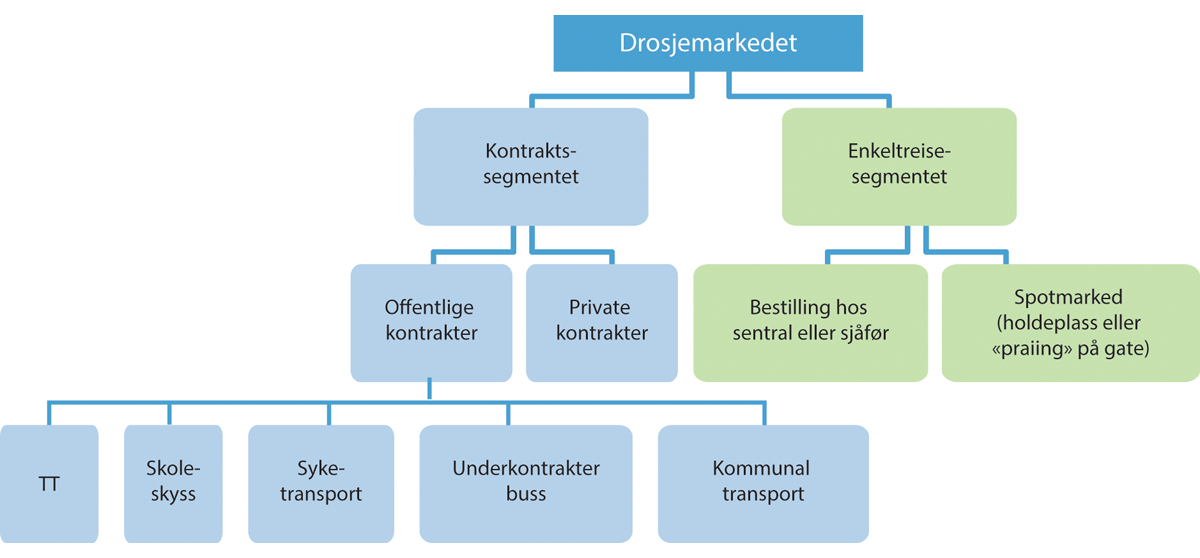 Drosjemarkedet
Kontrakts-
segmentet
Enkeltreise-
segmentet
Offentlige
kontrakter
Private
kontrakter
Bestilling hos
sentral eller sjåfør
Spotmarked
(holdeplass eller
«praiing» på gate)
TT
Skole-
skyss
Syke-
transport
Underkontrakter
buss
Kommunal
transport